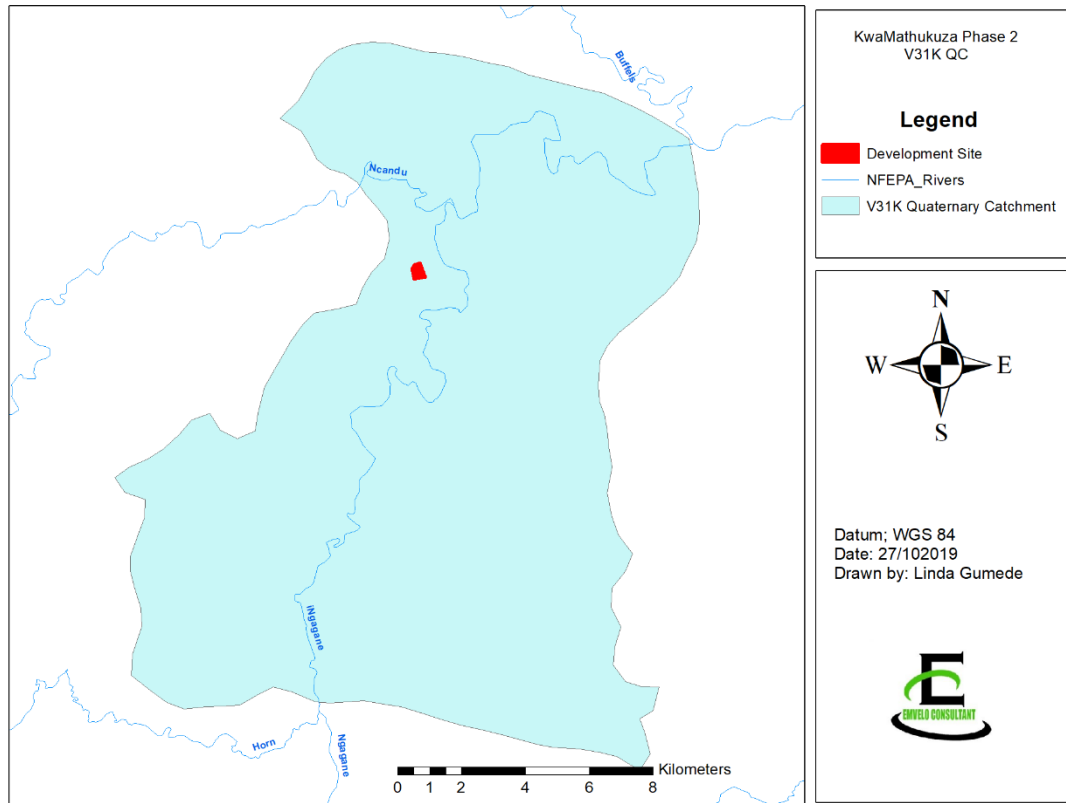 Buffels
Ncandu
iNgagane
Horn
Ngagane
Kilometers
0 1 2 4 6 8
KwaMathukuza Phase 2
V31K QC
Legend
Development Site
NFEPA_Rivers
V31K Quaternary Catchment
N
W E
S
Datum; WGS 84
Date: 27/102019
Drawn by: Linda Gumede
E
EMVELO CONSULTANT